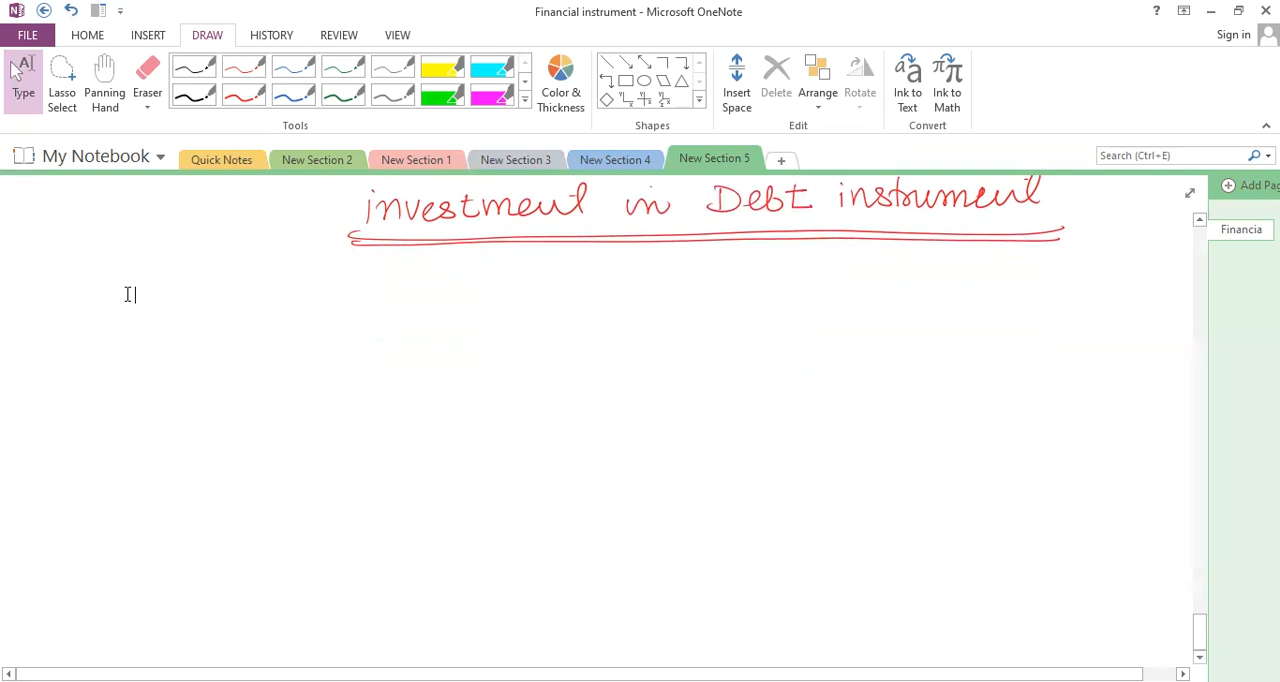 Financial instrument - Microsoft OneNote
?
FILE HOME INSERT DRAW HISTORY REVIEW VIEW
Sign in
Type
Lasso Select
Panning Hand
Eraser
Color & Thickness
Insert Space
Delete
Arrange
Rotate
Ink to Text
Ink to Math
Tools Shapes Edit Convert
My Notebook Quick Notes New Section 2 New Section 1 New Section 3 New Section 4 New Section 5
Search (Ctrl+E)
Add Pag
Financia
investment in Debt instrument